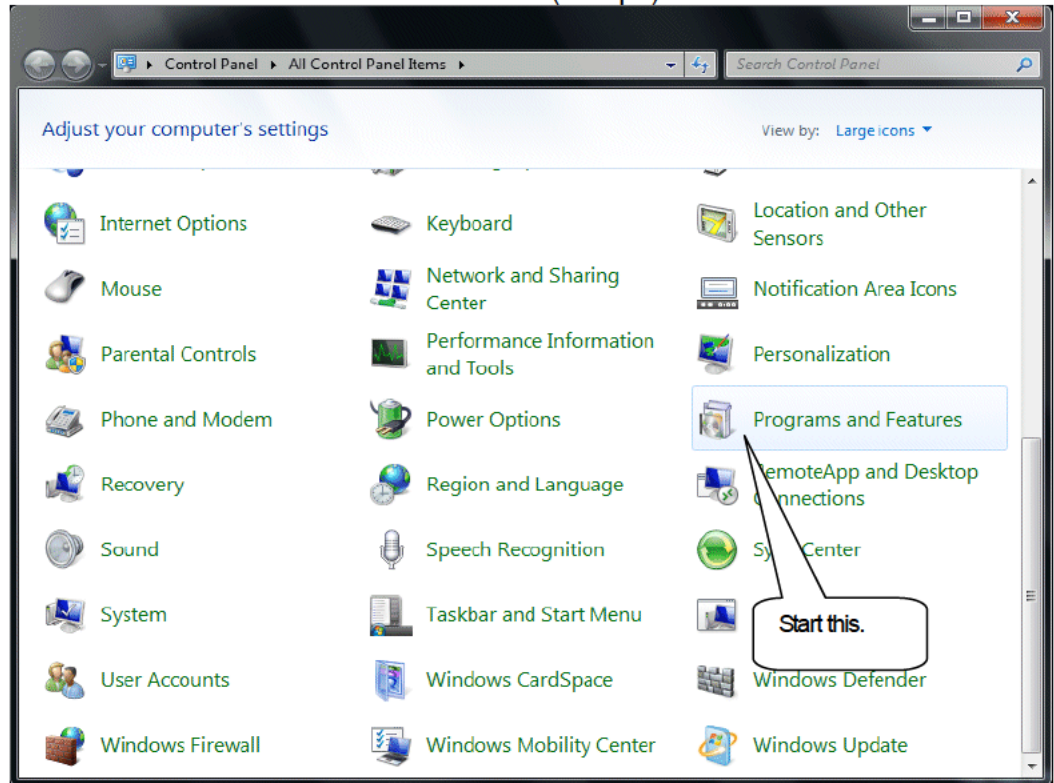 Control Panel ▸ All Control Panel Items ▸
Search Control Panel
Adjust your computer's settings
View by: Large icons
Internet Options
Keyboard
Location and Other
Sensors
Mouse
Network and Sharing
Center
Notification Area Icons
Parental Controls
Performance Information
and Tools
Personalization
Phone and Modem
Power Options
Programs and Features
Recovery
Region and Language
Desktop
and
Sound
Speech Recognition
Center
System
Taskbar and Start Menu
Start this.
User Accounts
Windows CardSpace
Windows Defender
Windows Firewall
Windows Mobility Center
Windows Update